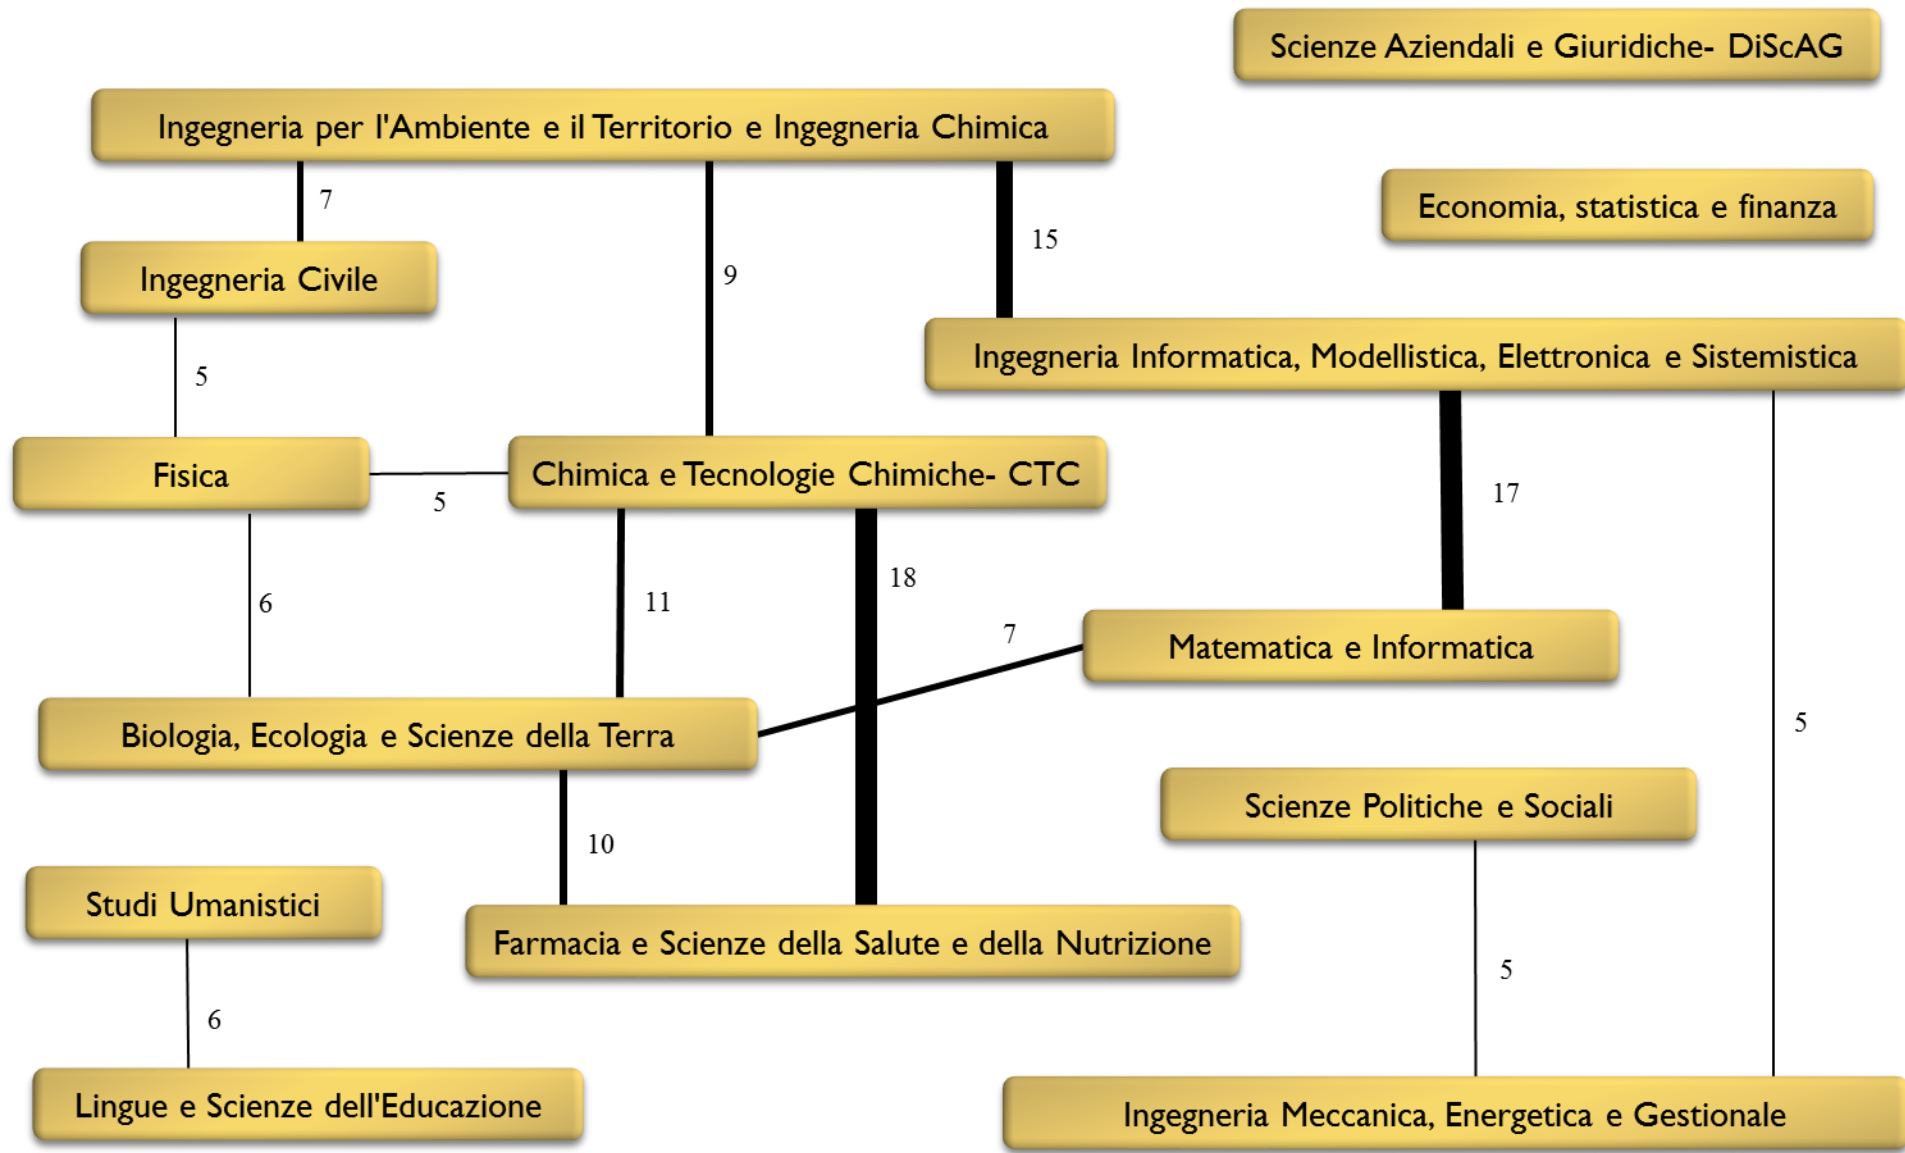 Scienze Aziendali e Giuridiche- DiScAG
Ingegneria per l'Ambiente e il Territorio e Ingegneria Chimica
Economia, statistica e finanza
7
15
9
Ingegneria Civile
Ingegneria Informatica, Modellistica, Elettronica e Sistemistica
5
Fisica
Chimica e Tecnologie Chimiche- CTC
5
17
18
6
11
7
Matematica e Informatica
5
Biologia, Ecologia e Scienze della Terra
Scienze Politiche e Sociali
10
Studi Umanistici
Farmacia e Scienze della Salute e della Nutrizione
5
6
Lingue e Scienze dell'Educazione
Ingegneria Meccanica, Energetica e Gestionale